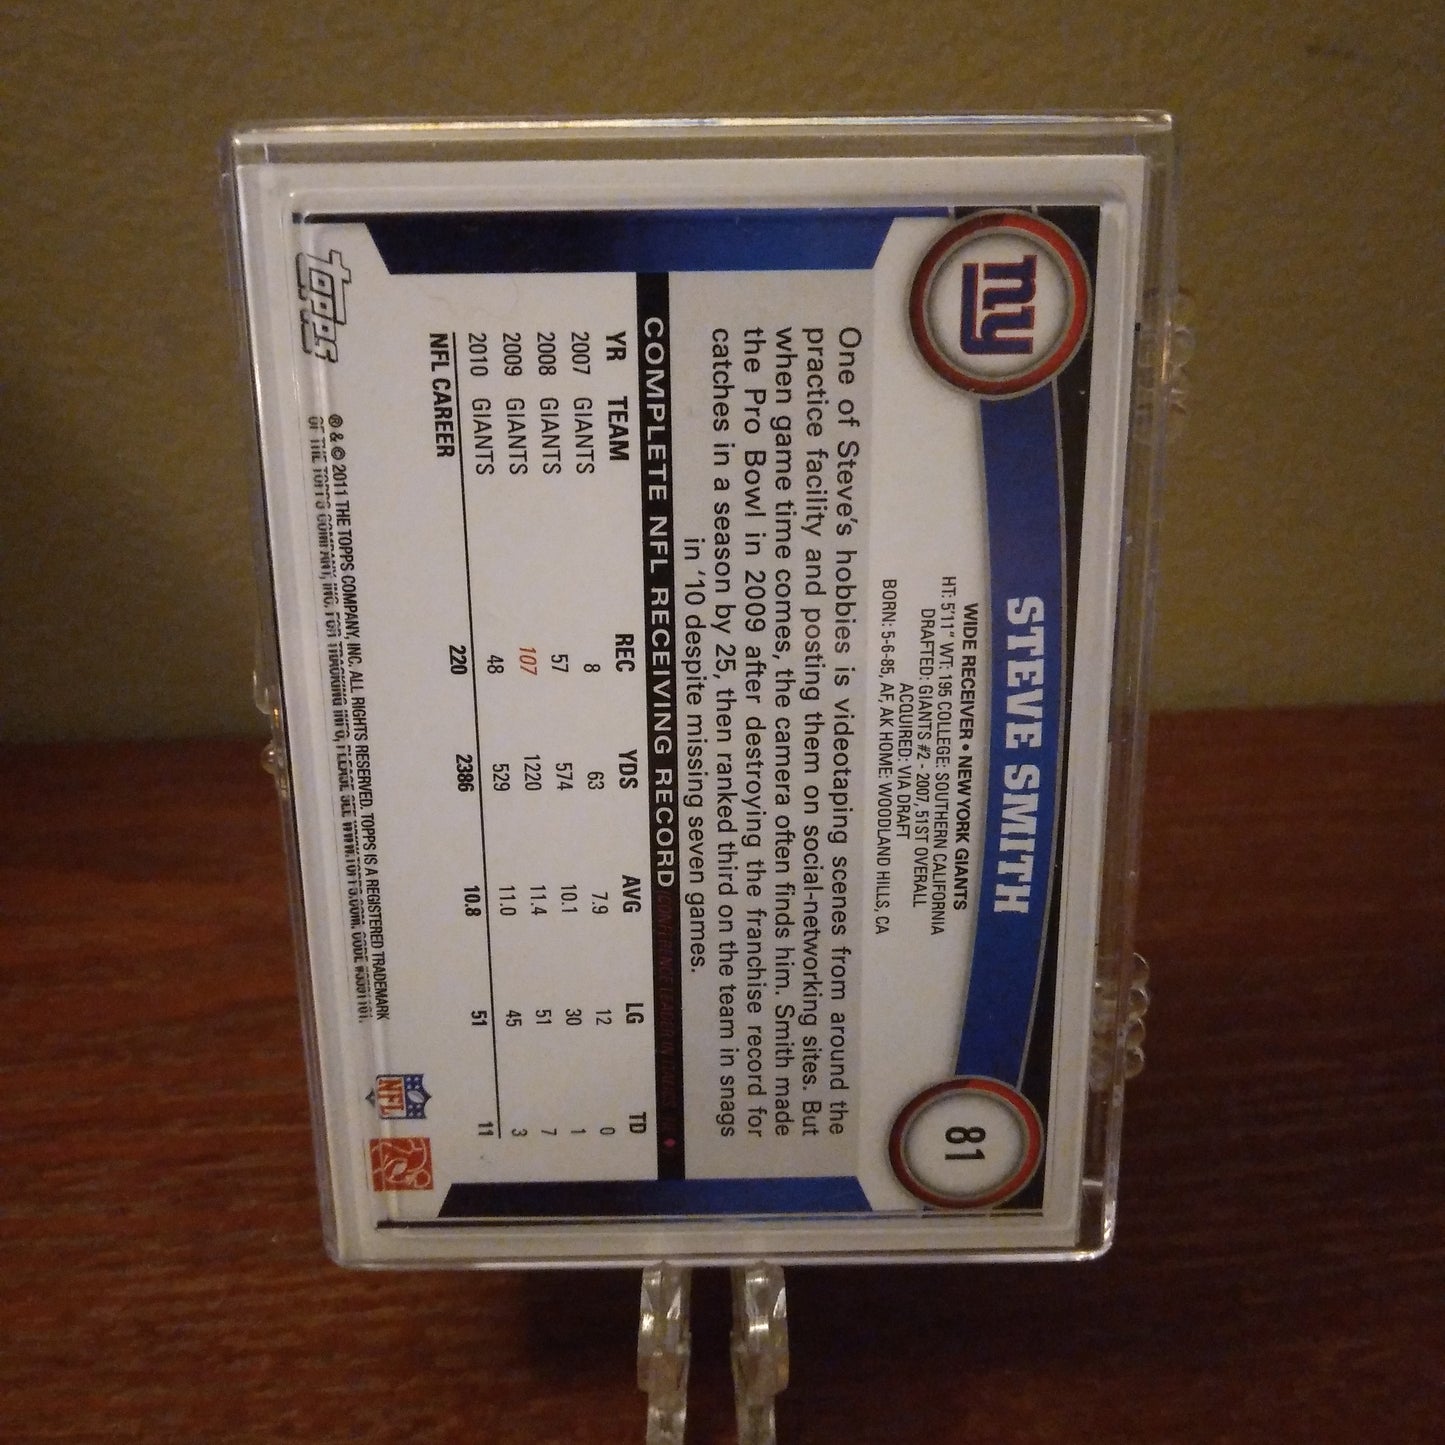 ny
STEVE SMITH
81
WIDE RECEIVER • NEW YORK GIANTS
HT: 5'11" WT: 195 COLLEGE: SOUTHERN CALIFORNIA
DRAFTED: GIANTS #2 - 2007, 51ST OVERALL
ACQUIRED: VIA DRAFT
BORN: 5-6-85, AF, AK HOME: WOODLAND HILLS, CA
One of Steve's hobbies is videotaping scenes from around the
practice facility and posting them on social-networking sites. But
when game time comes, the camera often finds him. Smith made
the Pro Bowl in 2009 after destroying the franchise record for
catches in a season by 25, then ranked third on the team in snags
in '10 despite missing seven games.
COMPLETE NFL RECEIVING RECORD
YR TEAM REC YDS AVG LG TD
2007 GIANTS 8 63 7.9 12 0
2008 GIANTS 57 574 10.1 30 1
2009 GIANTS 107 1220 11.4 51 7
2010 GIANTS 48 529 11.0 45 3
NFL CAREER 220 2386 10.8 51 11
topps
® & © 2011 THE TOPPS COMPANY, INC. ALL RIGHTS RESERVED. TOPPS IS A REGISTERED TRADEMARK
OF THE TOPPS COMPANY, INC.
NFL